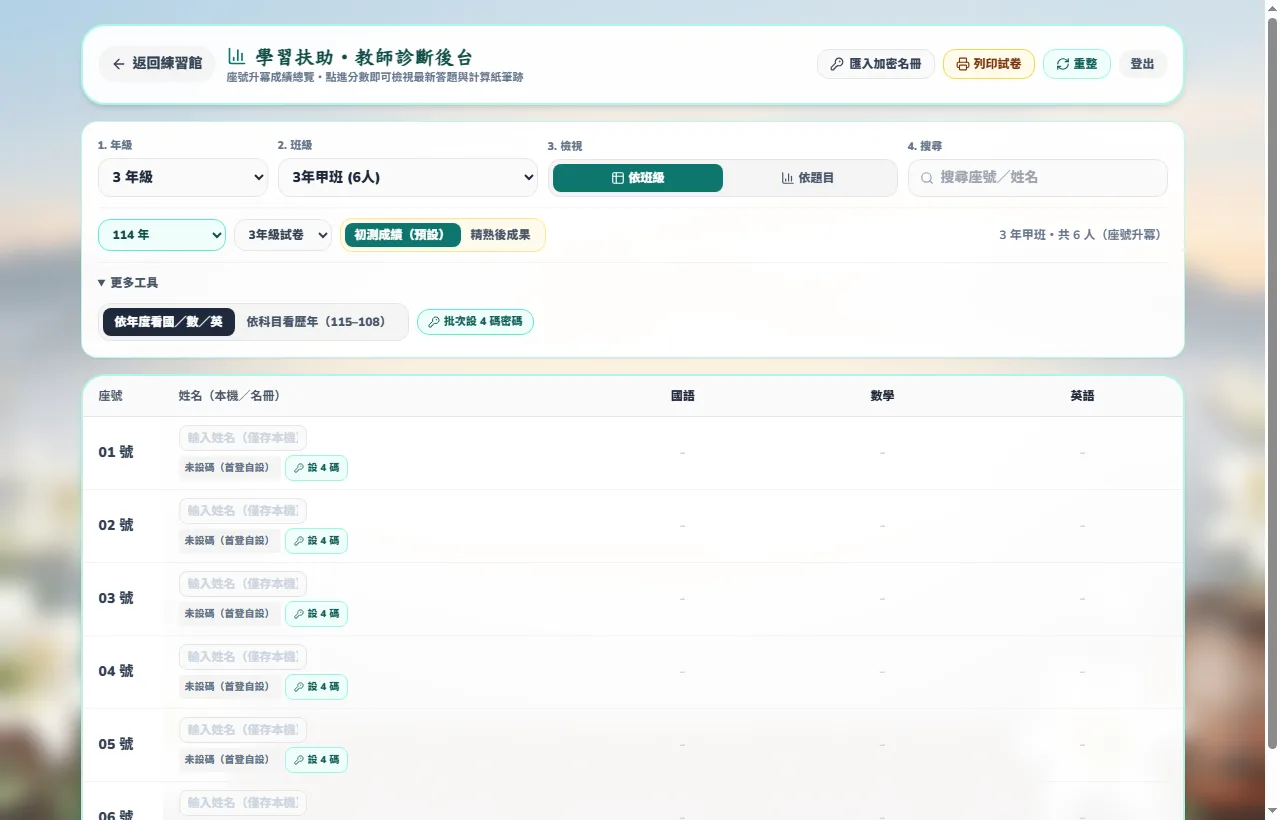 返回練習館
學習扶助・教師診斷後台
座號升冪成績總覽・點進分數即可檢視最新答題與計算紙筆跡
匯入加密名冊
列印試卷
重整
登出
1. 年級
2. 班級
3. 檢視
4. 搜尋
3 年級
3年甲班 (6人)
依班級
依題目
搜尋座號／姓名
114 年
3年級試卷
初測成績（預設）
精熟後成果
3 年甲班・共 6 人（座號升冪）
▼ 更多工具
依年度看國／數／英
依科目看歷年（115–108）
批次設 4 碼密碼
座號
姓名（本機／名冊）
國語
數學
英語
01 號
輸入姓名（僅存本機）
未設碼（首登自設）
設 4 碼
–
–
–
02 號
輸入姓名（僅存本機）
未設碼（首登自設）
設 4 碼
–
–
–
03 號
輸入姓名（僅存本機）
未設碼（首登自設）
設 4 碼
–
–
–
04 號
輸入姓名（僅存本機）
未設碼（首登自設）
設 4 碼
–
–
–
05 號
輸入姓名（僅存本機）
未設碼（首登自設）
設 4 碼
–
–
–
06 號
輸入姓名（僅存本機）
–
–
–